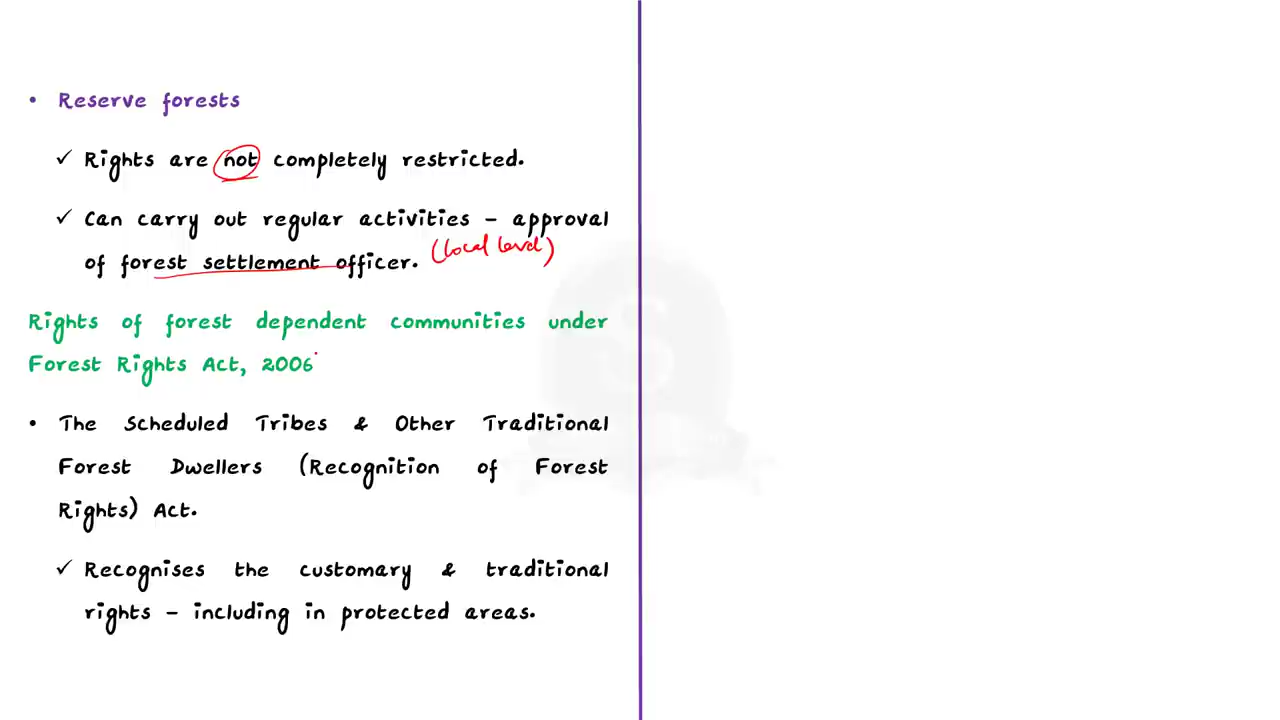 • Reserve forests
✓ Rights are not completely restricted.
✓ Can carry out regular activities – approval
of forest settlement officer. (local level)
Rights of forest dependent communities under
Forest Rights Act, 2006
• The Scheduled Tribes & Other Traditional
Forest Dwellers (Recognition of Forest
Rights) Act.
✓ Recognises the customary & traditional
rights – including in protected areas.